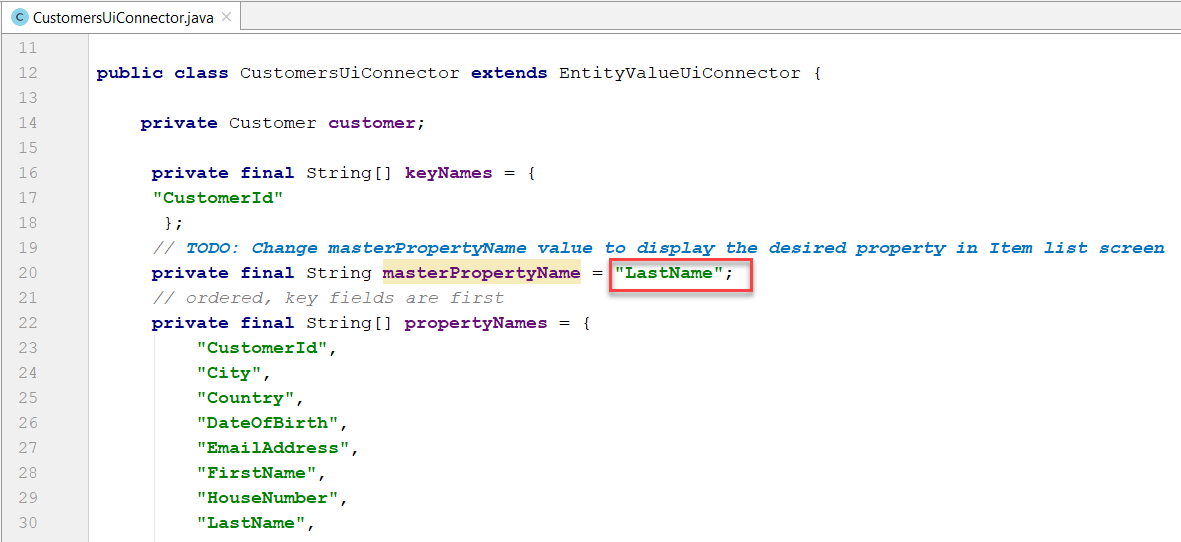 C CustomersUiConnector.java ×
11
12 public class CustomersUiConnector extends EntityValueUiConnector {
13
14 private Customer customer;
15
16 private final String[] keyNames = {
17 "CustomerId"
18 };
19 // TODO: Change masterPropertyName value to display the desired property in Item list screen
20 private final String masterPropertyName = "LastName";
21 // ordered, key fields are first
22 private final String[] propertyNames = {
23 "CustomerId",
24 "City",
25 "Country",
26 "DateOfBirth",
27 "EmailAddress",
28 "FirstName",
29 "HouseNumber",
30 "LastName",